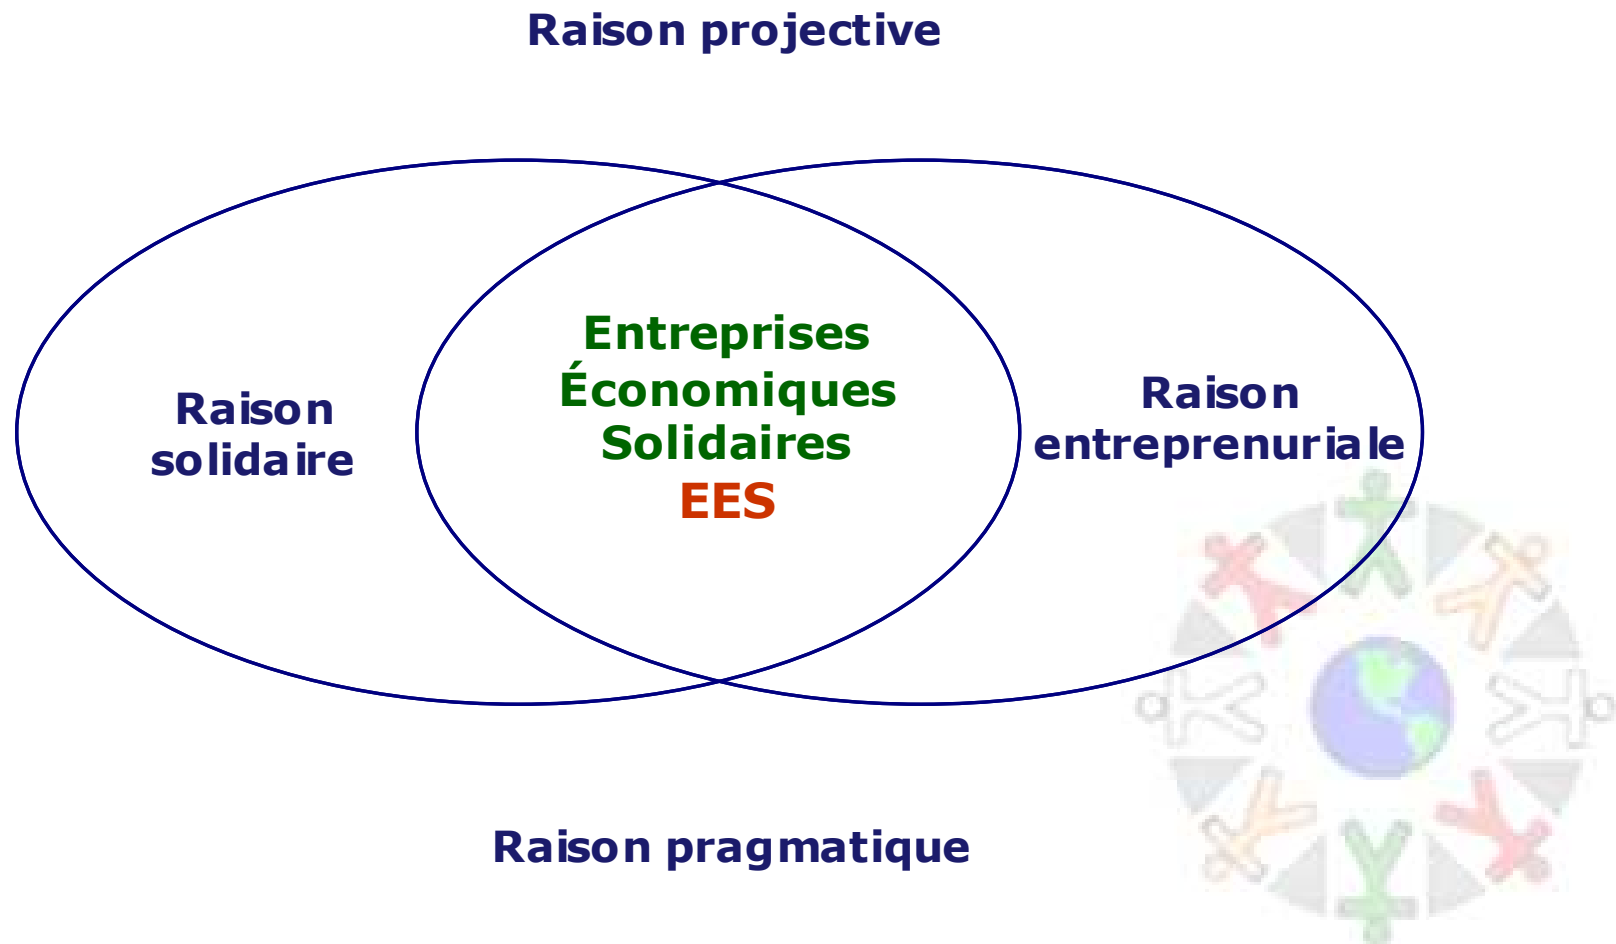 Raison projective
Raison
solidaire
Entreprises
Économiques
Solidaires
EES
Raison
entreprenuriale
Raison pragmatique